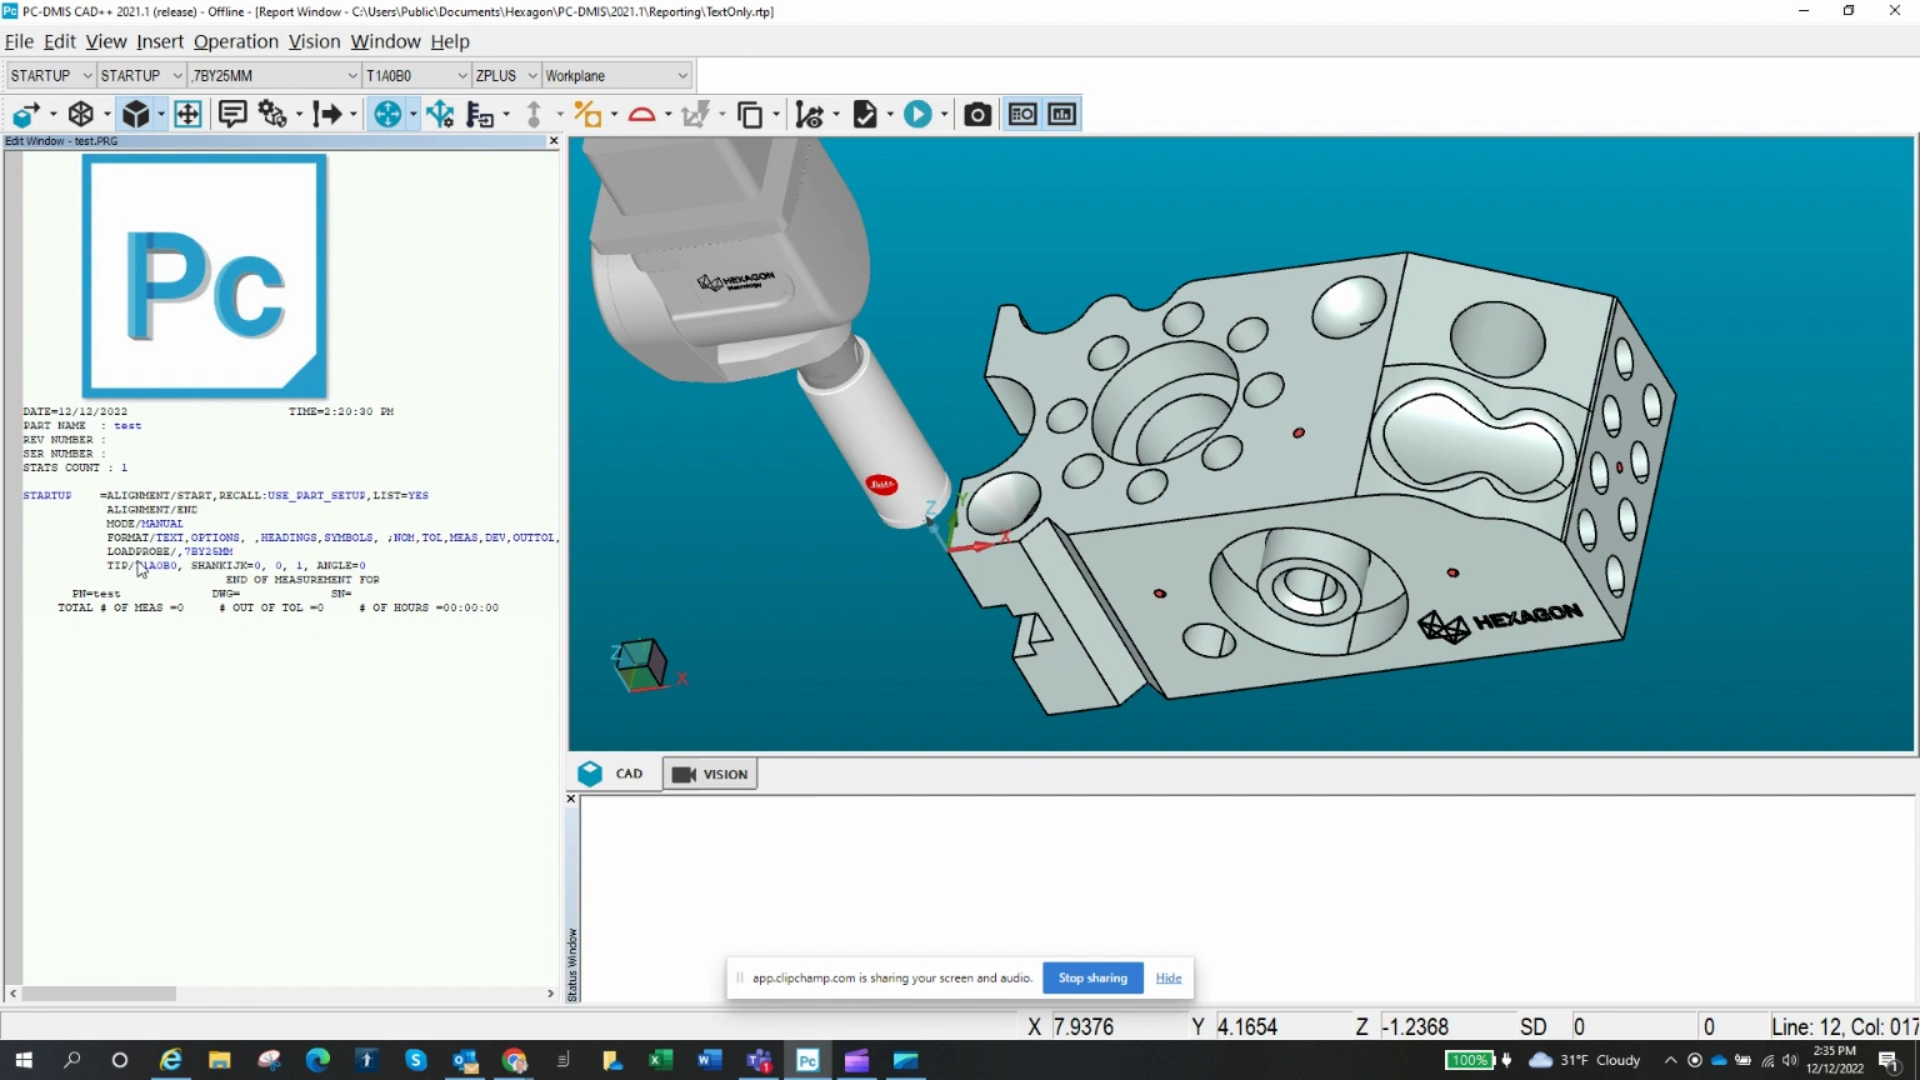 PC-DMIS CAD++ 2021.1 (release) - Offline - [Report Window - C:\Users\Public\Documents\Hexagon\PC-DMIS\2021.1\Reporting\TextOnly.rtp]
File Edit View Insert Operation Vision Window Help
STARTUP STARTUP ,7BY25MM T1A0B0 ZPLUS Workplane
Edit Window - test.PRG
Pc
DATE=12/12/2022 TIME=2:20:30 PM
PART NAME : test
REV NUMBER :
SER NUMBER :
STATS COUNT : 1
STARTUP =ALIGNMENT/START,RECALL:USE_PART_SETUP,LIST=YES
ALIGNMENT/END
MODE/MANUAL
FORMAT/TEXT,OPTIONS, ,HEADINGS,SYMBOLS, ;NOM,TOL,MEAS,DEV,OUTTOL,
LOADPROBE/,7BY25MM
TIP/T1A0B0, SHANKIJK=0, 0, 1, ANGLE=0
END OF MEASUREMENT FOR
PN=test DWG= SN=
TOTAL # OF MEAS =0 # OUT OF TOL =0 # OF HOURS =00:00:00
HEXAGON
Z Y X
HEXAGON
Z X
CAD VISION
Status Window
app.clipchamp.com is sharing your screen and audio. Stop sharing Hide
X 7.9376 Y 4.1654 Z -1.2368 SD 0 0 Line: 12, Col: 017
100% 31°F Cloudy 2:35 PM
12/12/2022